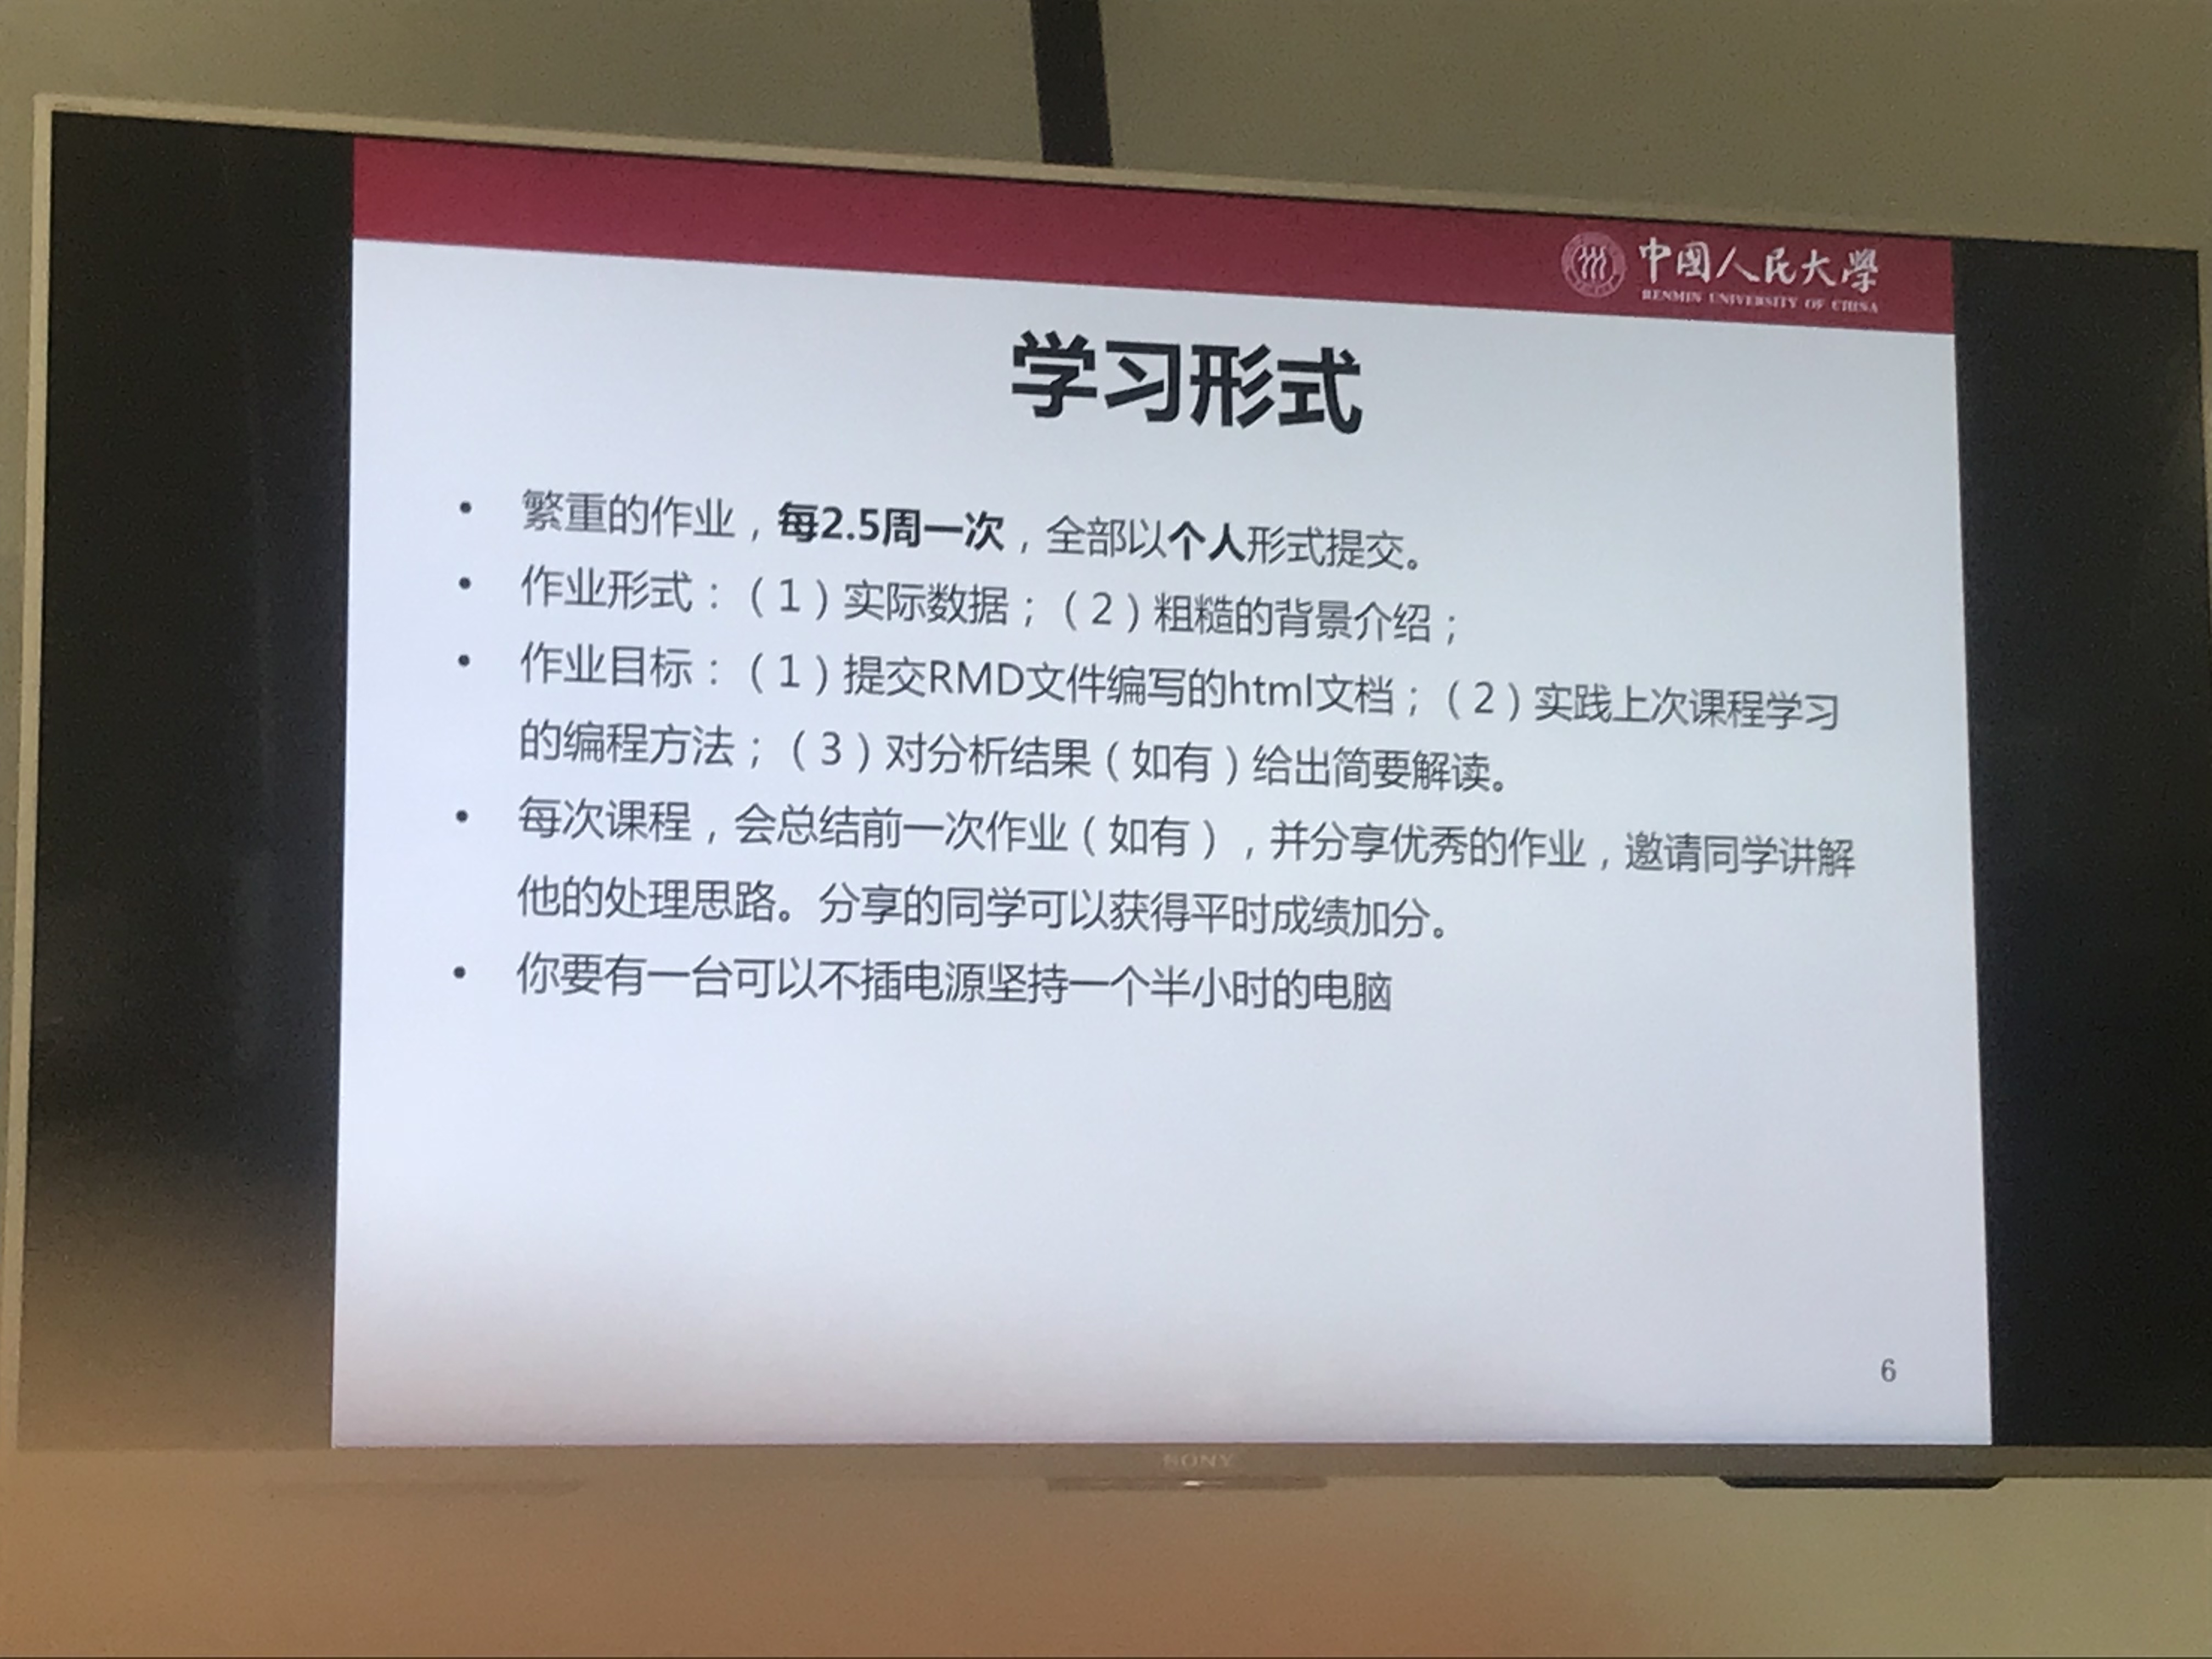 中國人民大學
RENMIN UNIVERSITY OF CHINA
学习形式
• 繁重的作业，每2.5周一次，全部以个人形式提交。
• 作业形式：（1）实际数据；（2）粗糙的背景介绍；
• 作业目标：（1）提交RMD文件编写的html文档；（2）实践上次课程学习
的编程方法；（3）对分析结果（如有）给出简要解读。
• 每次课程，会总结前一次作业（如有），并分享优秀的作业，邀请同学讲解
他的处理思路。分享的同学可以获得平时成绩加分。
• 你要有一台可以不插电源坚持一个半小时的电脑
6
SONY